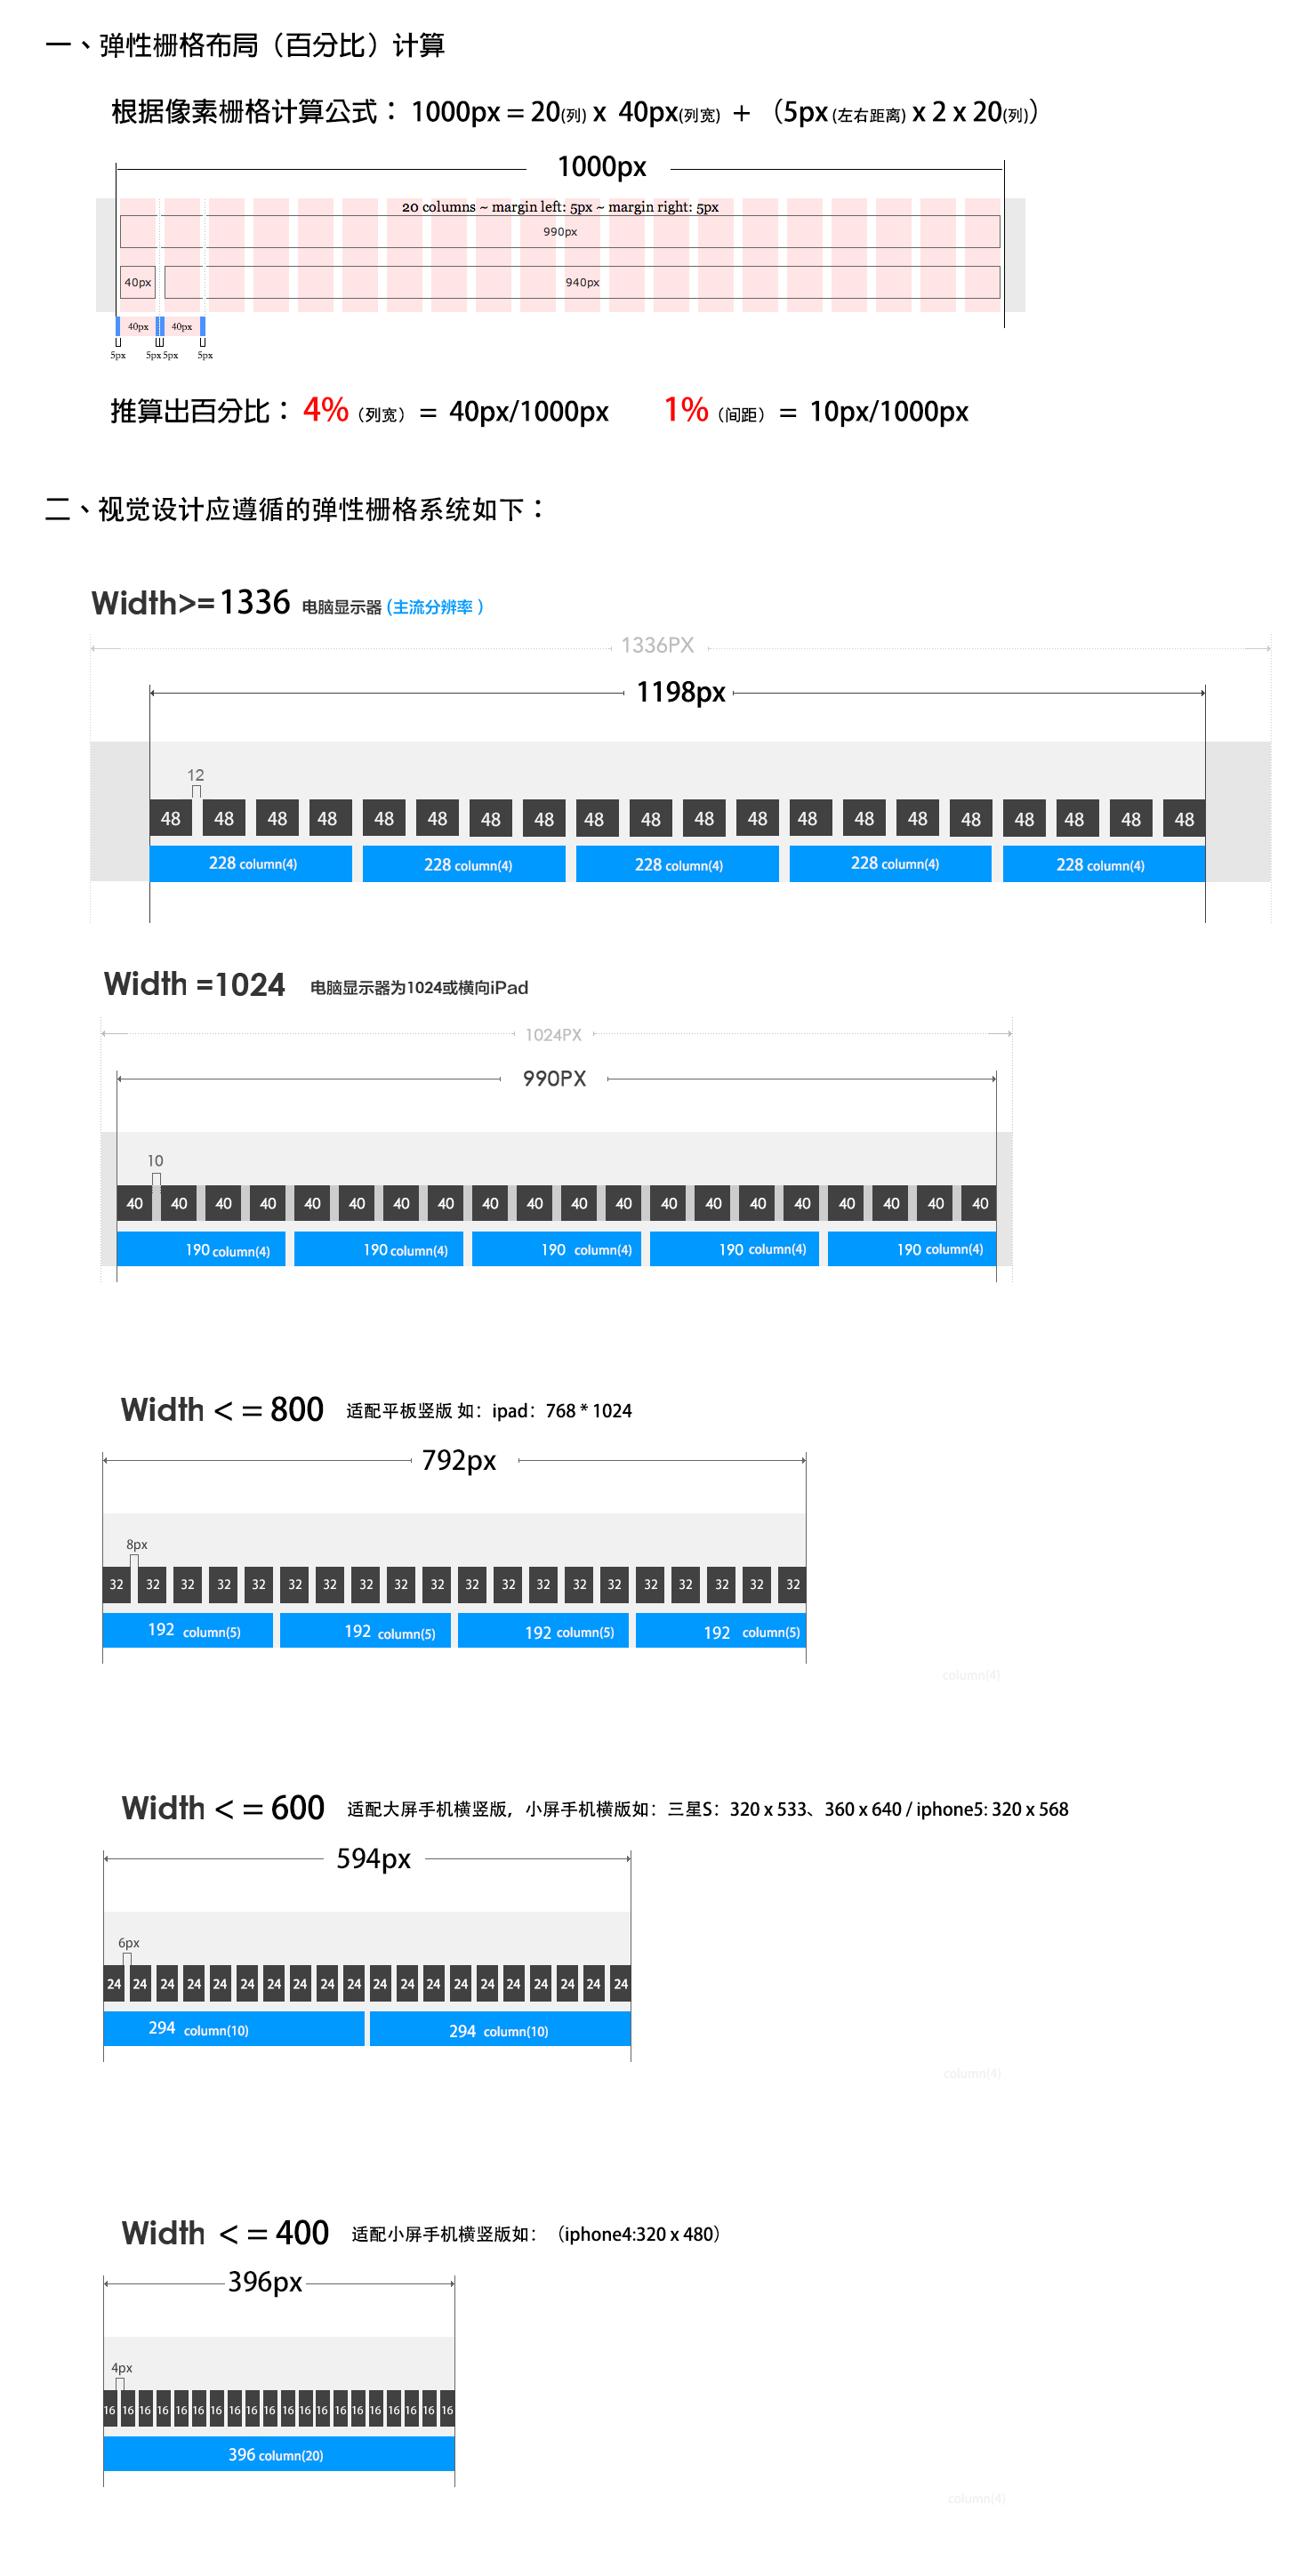 一、弹性栅格布局（百分比）计算
根据像素栅格计算公式： 1000px = 20(列) x 40px(列宽) + （5px (左右距离) x 2 x 20(列)）
1000px
20 columns ~ margin left: 5px ~ margin right: 5px
990px
40px 940px
40px 40px
5px 5px 5px 5px
推算出百分比： 4%（列宽） = 40px/1000px 1%（间距） = 10px/1000px
二、视觉设计应遵循的弹性栅格系统如下：
Width>= 1336 电脑显示器 (主流分辨率 )
1336PX
1198px
12
48 48 48 48 48 48 48 48 48 48 48 48 48 48 48 48 48 48 48 48
228 column(4) 228 column(4) 228 column(4) 228 column(4) 228 column(4)
Width =1024 电脑显示器为1024或横向iPad
1024PX
990PX
10
40 40 40 40 40 40 40 40 40 40 40 40 40 40 40 40 40 40 40 40
190 column(4) 190 column(4) 190 column(4) 190 column(4) 190 column(4)
Width < = 800 适配平板竖版 如：ipad：768 * 1024
792px
8px
32 32 32 32 32 32 32 32 32 32 32 32 32 32 32 32 32 32 32 32
192 column(5) 192 column(5) 192 column(5) 192 column(5)
column(4)
Width < = 600 适配大屏手机横竖版，小屏手机横版如：三星S：320 x 533、360 x 640 / iphone5: 320 x 568
594px
6px
24 24 24 24 24 24 24 24 24 24 24 24 24 24 24 24 24 24 24 24
294 column(10) 294 column(10)
column(4)
Width < = 400 适配小屏手机横竖版如：（iphone4:320 x 480）
396px
4px
16 16 16 16 16 16 16 16 16 16 16 16 16 16 16 16 16 16 16 16
396 column(20)
column(4)